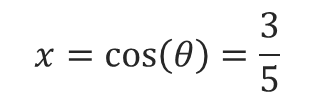 x = cos(θ) = 3/5